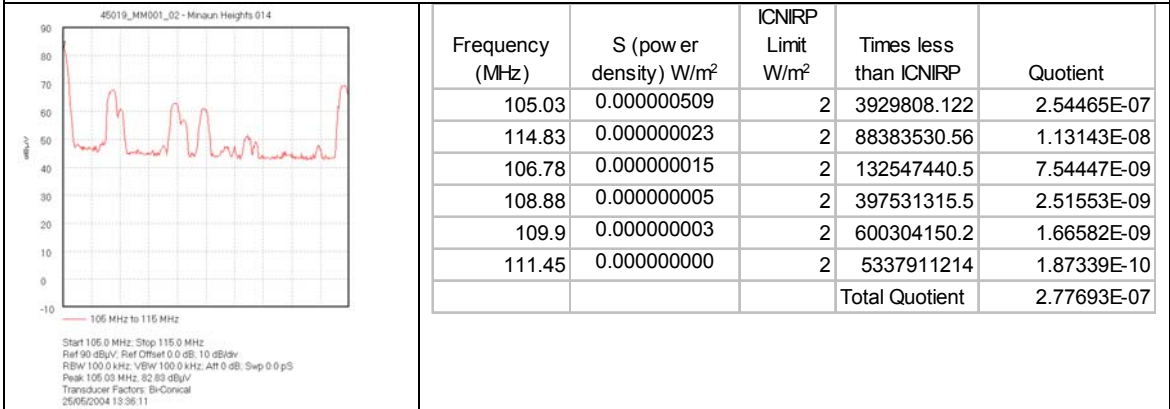 45019_MM001_02 - Minaun Heights 014
90
80
70
60
50
40
30
20
10
0
-10
dBµV
105 MHz to 115 MHz
Start 105.0 MHz; Stop 115.0 MHz
Ref 90 dBµV; Ref Offset 0.0 dB; 10 dB/div
RBW 100.0 kHz; VBW 100.0 kHz; Att 0 dB; Swp 0.0 pS
Peak 105.03 MHz, 82.83 dBµV
Transducer Factors: Bi-Conical
25/05/2004 13:36:11
Frequency (MHz) S (pow er density) W/m² ICNIRP Limit W/m² Times less than ICNIRP Quotient
105.03 0.000000509 2 3929808.122 2.54465E-07
114.83 0.000000023 2 88383530.56 1.13143E-08
106.78 0.000000015 2 132547440.5 7.54447E-09
108.88 0.000000005 2 397531315.5 2.51553E-09
109.9 0.000000003 2 600304150.2 1.66582E-09
111.45 0.000000000 2 5337911214 1.87339E-10
Total Quotient 2.77693E-07